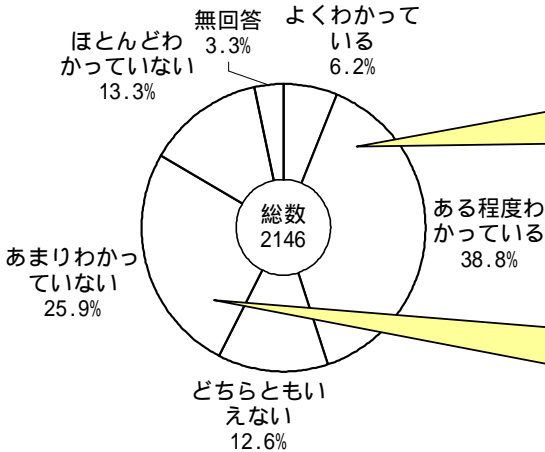 よくわかって
いる
6.2%
ある程度わ
かっている
38.8%
どちらともい
えない
12.6%
あまりわかっ
ていない
25.9%
ほとんどわ
かっていない
13.3%
無回答
3.3%
総数
2146